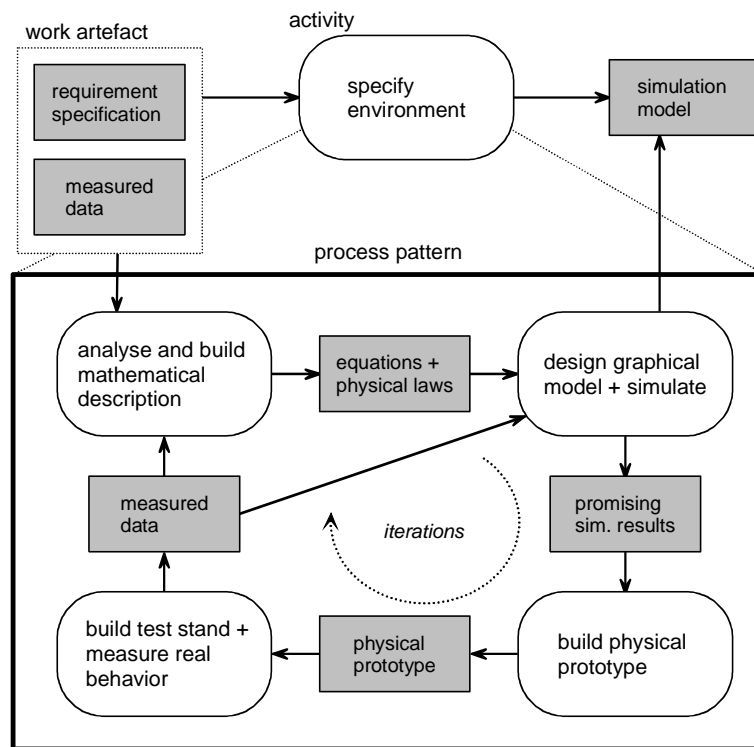 activity
work artefact
requirement
specification
specify
environment
simulation
model
measured
data
process pattern
analyse and build
mathematical
description
equations +
physical laws
design graphical
model + simulate
measured
data
iterations
promising
sim. results
build test stand +
measure real
behavior
physical
prototype
build physical
prototype